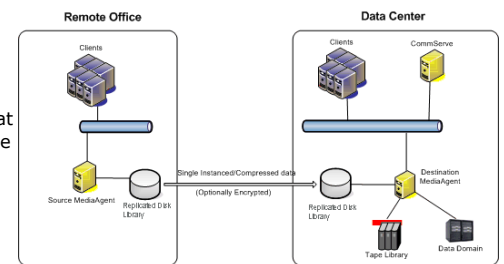 Remote Office
Data Center
Clients
Clients
CommServe
at
e
Single Instanced/Compressed data
(Optionally Encrypted)
Source MediaAgent
Replicated Disk
Library
Replicated Disk
Library
Destination
MediaAgent
Tape Library
Data Domain